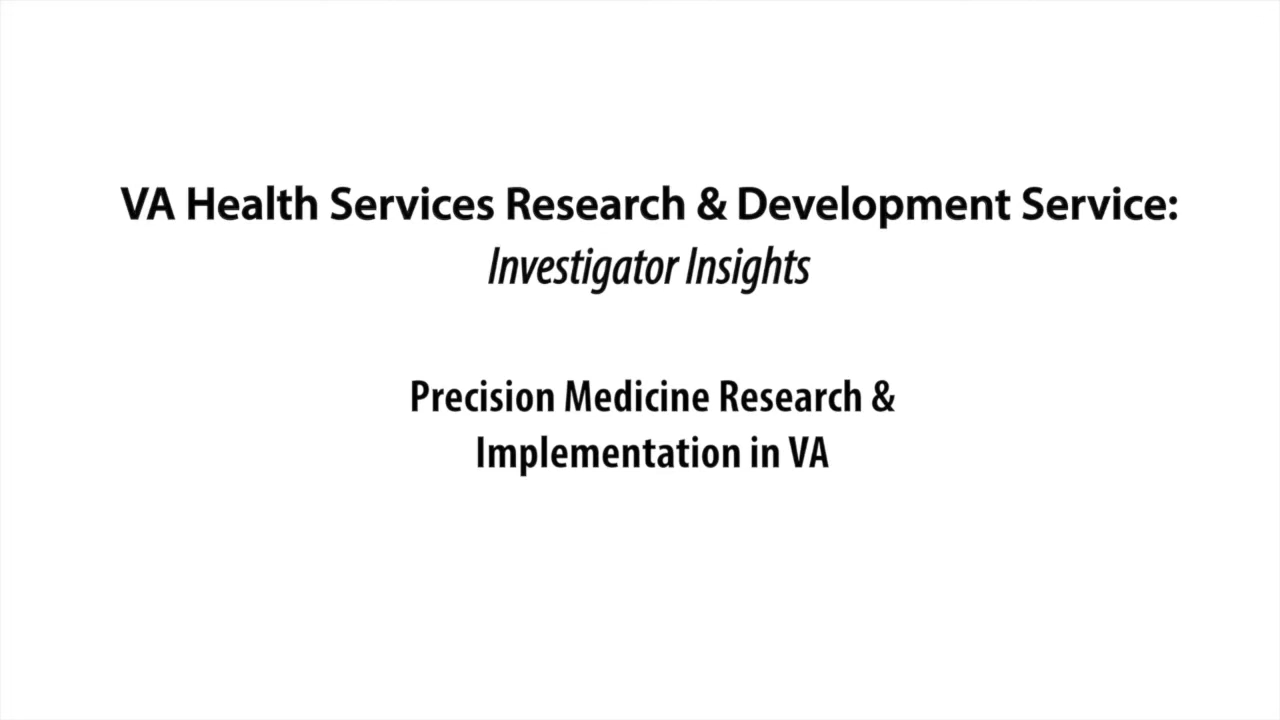 VA Health Services Research & Development Service:
Investigator Insights
Precision Medicine Research &
Implementation in VA